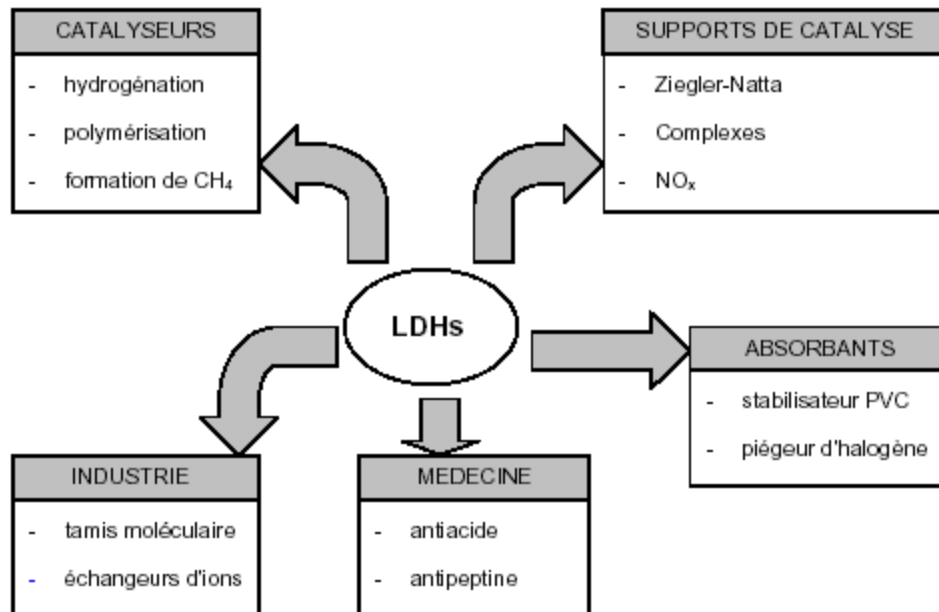 CATALYSEURS
- hydrogénation
- polymérisation
- formation de CH₄
SUPPORTS DE CATALYSE
- Ziegler-Natta
- Complexes
- NOₓ
LDHs
ABSORBANTS
- stabilisateur PVC
- piégeur d'halogène
INDUSTRIE
- tamis moléculaire
- échangeurs d'ions
MEDECINE
- antiacide
- antipeptine